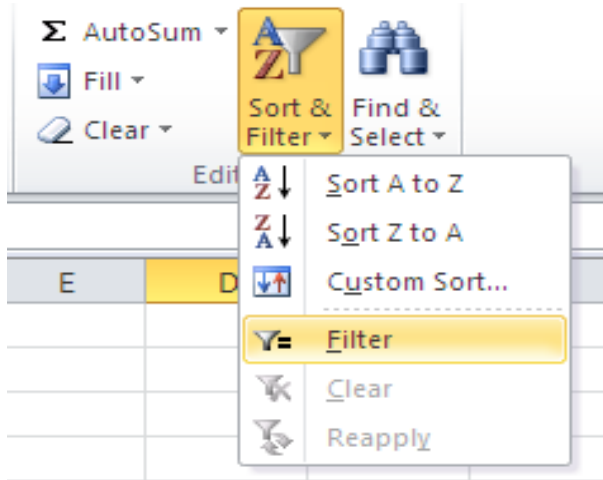 Σ AutoSum
Fill
Clear
Sort &
Filter
Find &
Select
Edit
Sort A to Z
Sort Z to A
Custom Sort...
Filter
Clear
Reapply
E
D